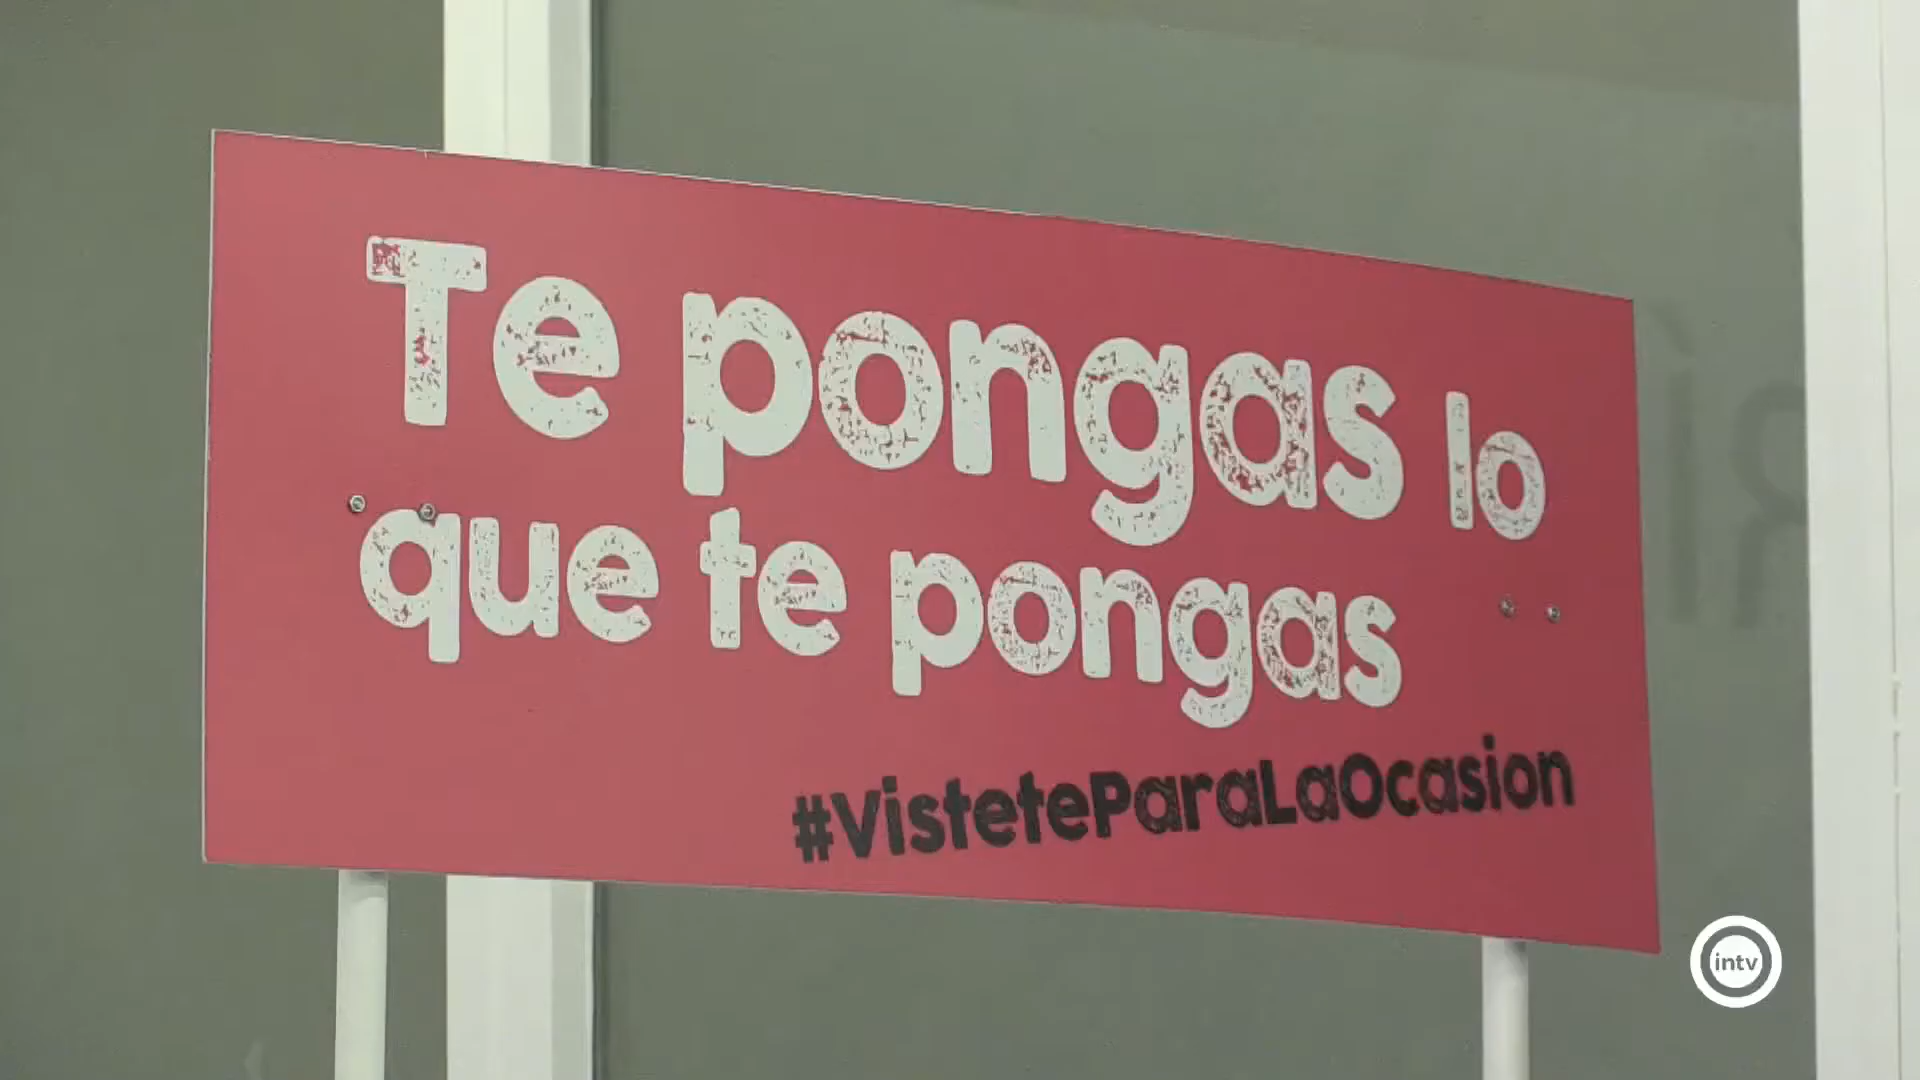 Te pongas lo
que te pongas
#VisteteParaLaOcasion
intv